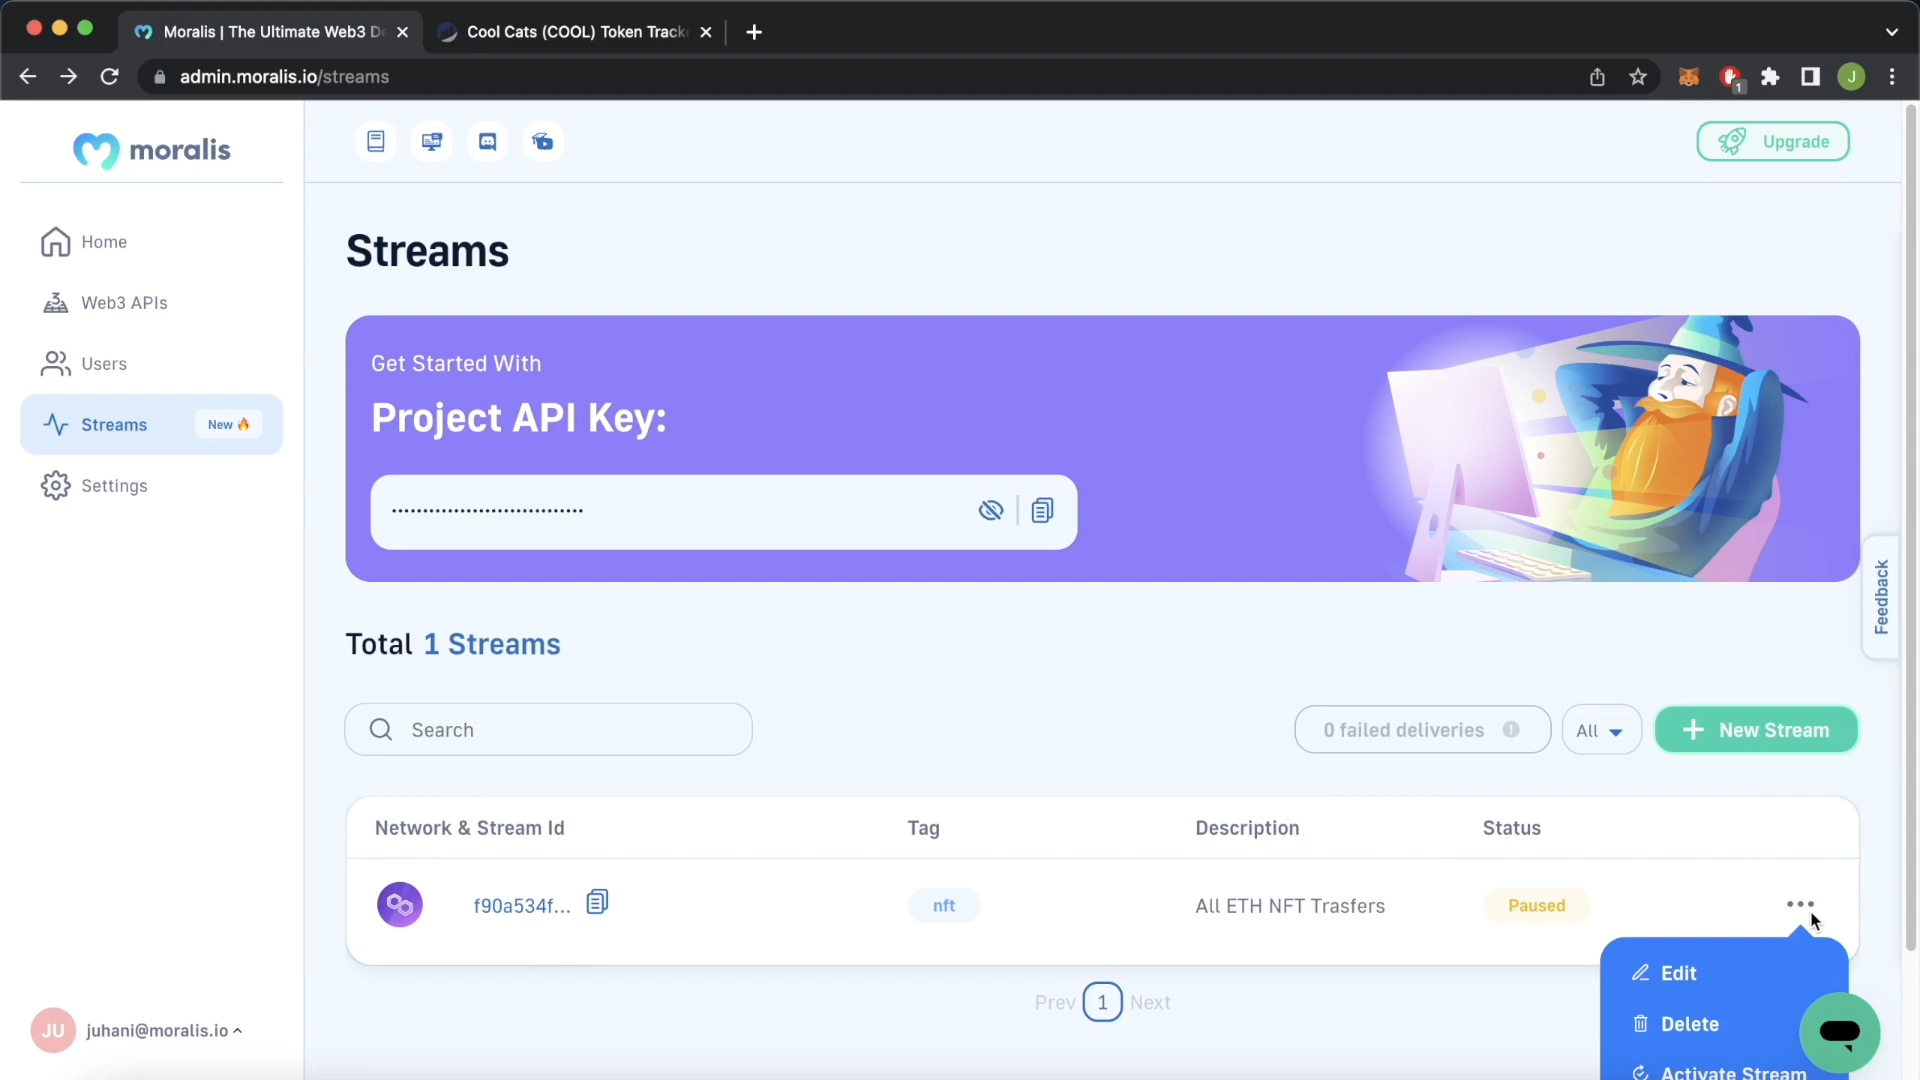 Moralis | The Ultimate Web3 De
Cool Cats (COOL) Token Tracke
admin.moralis.io/streams
1
J
moralis
Upgrade
Home
Web3 APIs
Users
Streams
New 🔥
Settings
Streams
Get Started With
Project API Key:
••••••••••••••••••••••••••••••
Feedback
Total 1 Streams
Search
0 failed deliveries
All
+ New Stream
Network & Stream Id
Tag
Description
Status
f90a534f...
nft
All ETH NFT Trasfers
Paused
Edit
Delete
Activate Stream
Prev 1 Next
JU
juhani@moralis.io